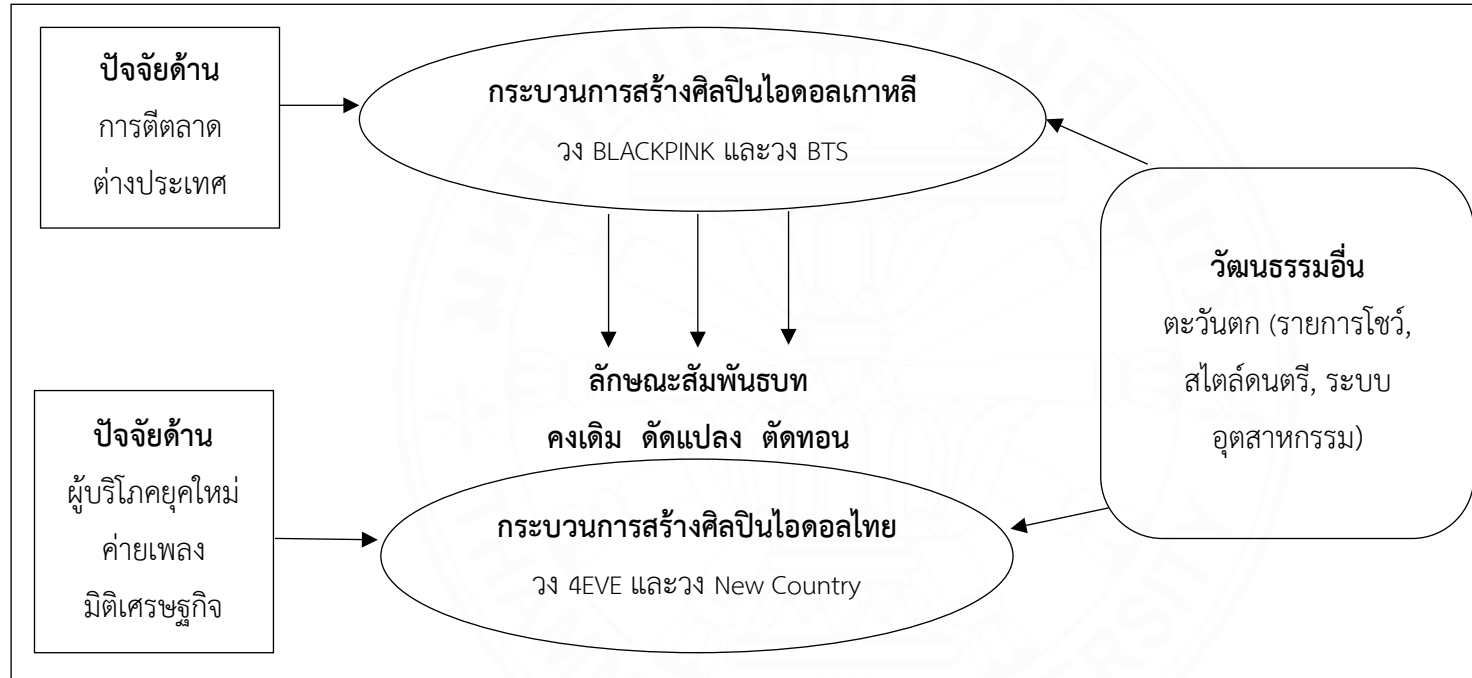 ปัจจัยด้าน
การตีตลาด
ต่างประเทศ
กระบวนการสร้างศิลปินไอดอลเกาหลี
วง BLACKPINK และวง BTS
วัฒนธรรมอื่น
ตะวันตก (รายการโชว์,
สไตล์ดนตรี, ระบบ
อุตสาหกรรม)
ลักษณะสัมพันธบท
คงเดิม ดัดแปลง ตัดทอน
ปัจจัยด้าน
ผู้บริโภคยุคใหม่
ค่ายเพลง
มิติเศรษฐกิจ
กระบวนการสร้างศิลปินไอดอลไทย
วง 4EVE และวง New Country